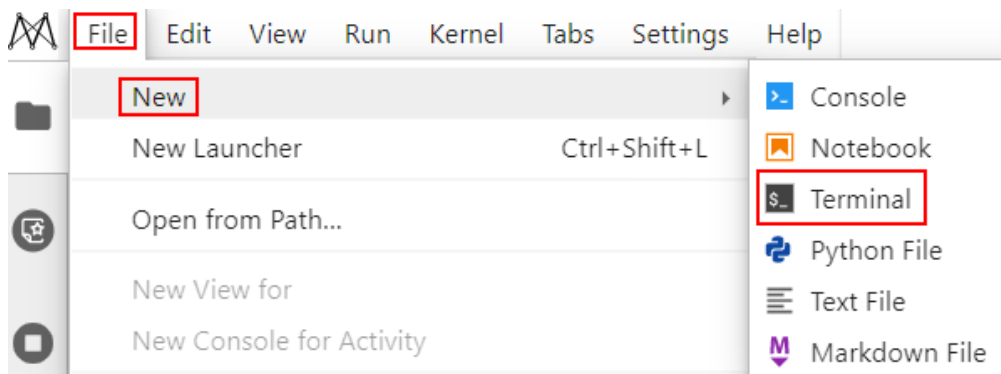 File Edit View Run Kernel Tabs Settings Help
New
New Launcher Ctrl+Shift+L
Open from Path...
New View for
New Console for Activity
Console
Notebook
$_ Terminal
Python File
Text File
M Markdown File